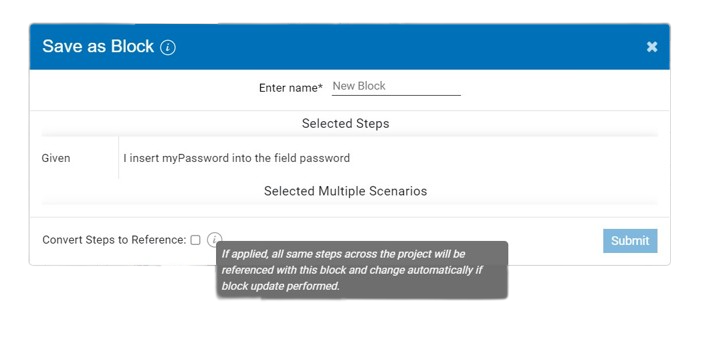 Save as Block i
Enter name* New Block
Selected Steps
Given I insert myPassword into the field password
Selected Multiple Scenarios
Convert Steps to Reference: i
Submit
If applied, all same steps across the project will be
referenced with this block and change automatically if
block update performed.